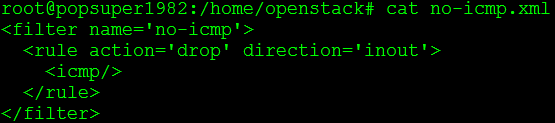 root@popsuper1982:/home/openstack# cat no-icmp.xml
<filter name='no-icmp'>
  <rule action='drop' direction='inout'>
    <icmp/>
  </rule>
</filter>